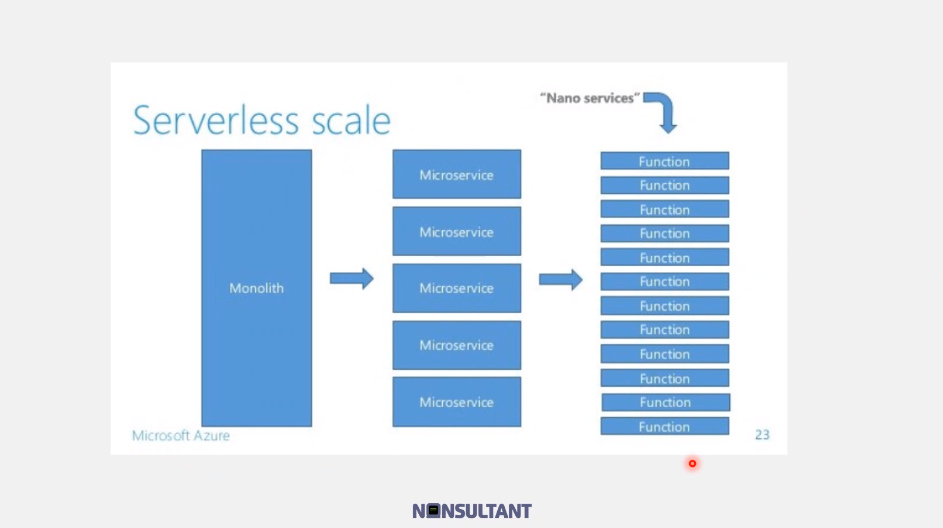 "Nano services"
Serverless scale
Monolith
Microservice
Microservice
Microservice
Microservice
Microservice
Function
Function
Function
Function
Function
Function
Function
Function
Function
Function
Function
Function
Microsoft Azure
23
NONSULTANT